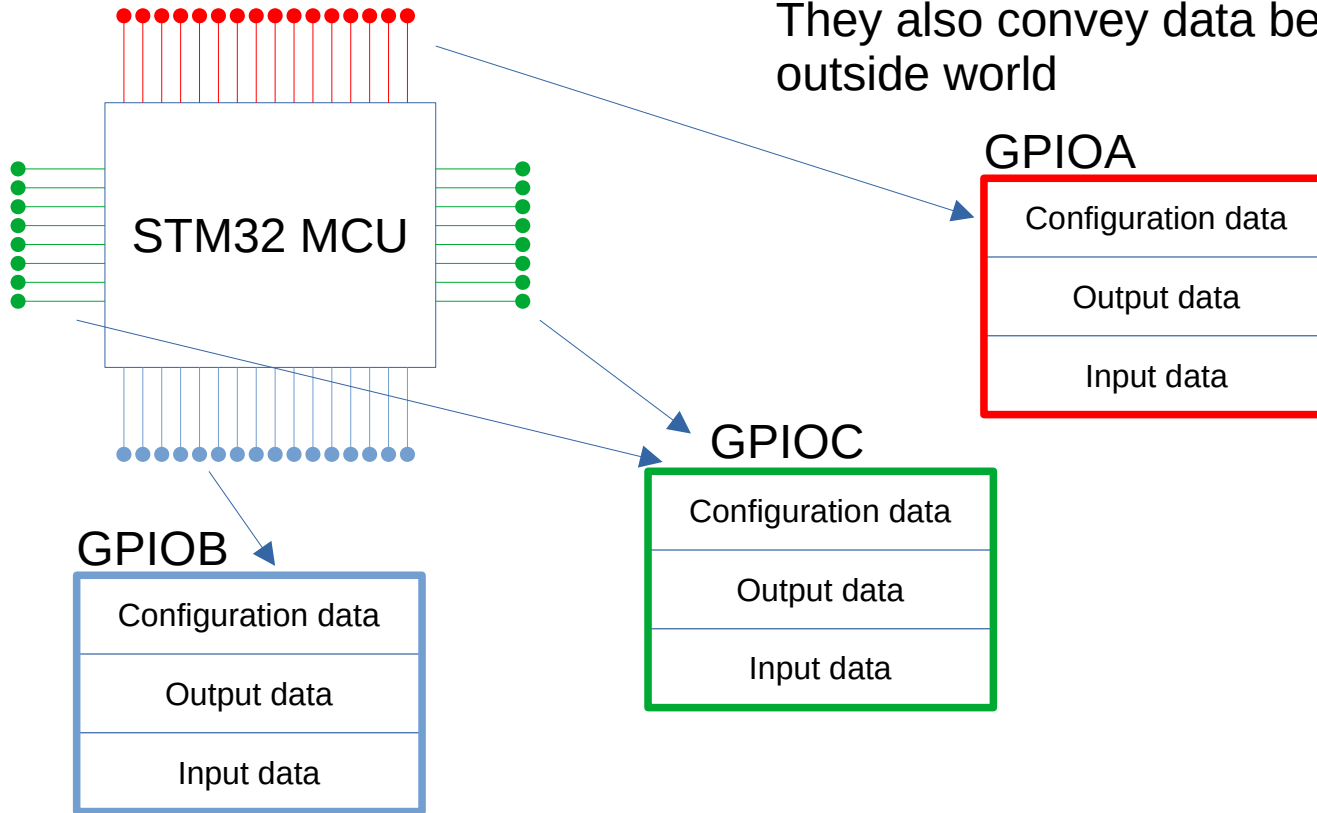 They also convey data be
outside world
STM32 MCU
GPIOA
Configuration data
Output data
Input data
GPIOC
Configuration data
Output data
Input data
GPIOB
Configuration data
Output data
Input data